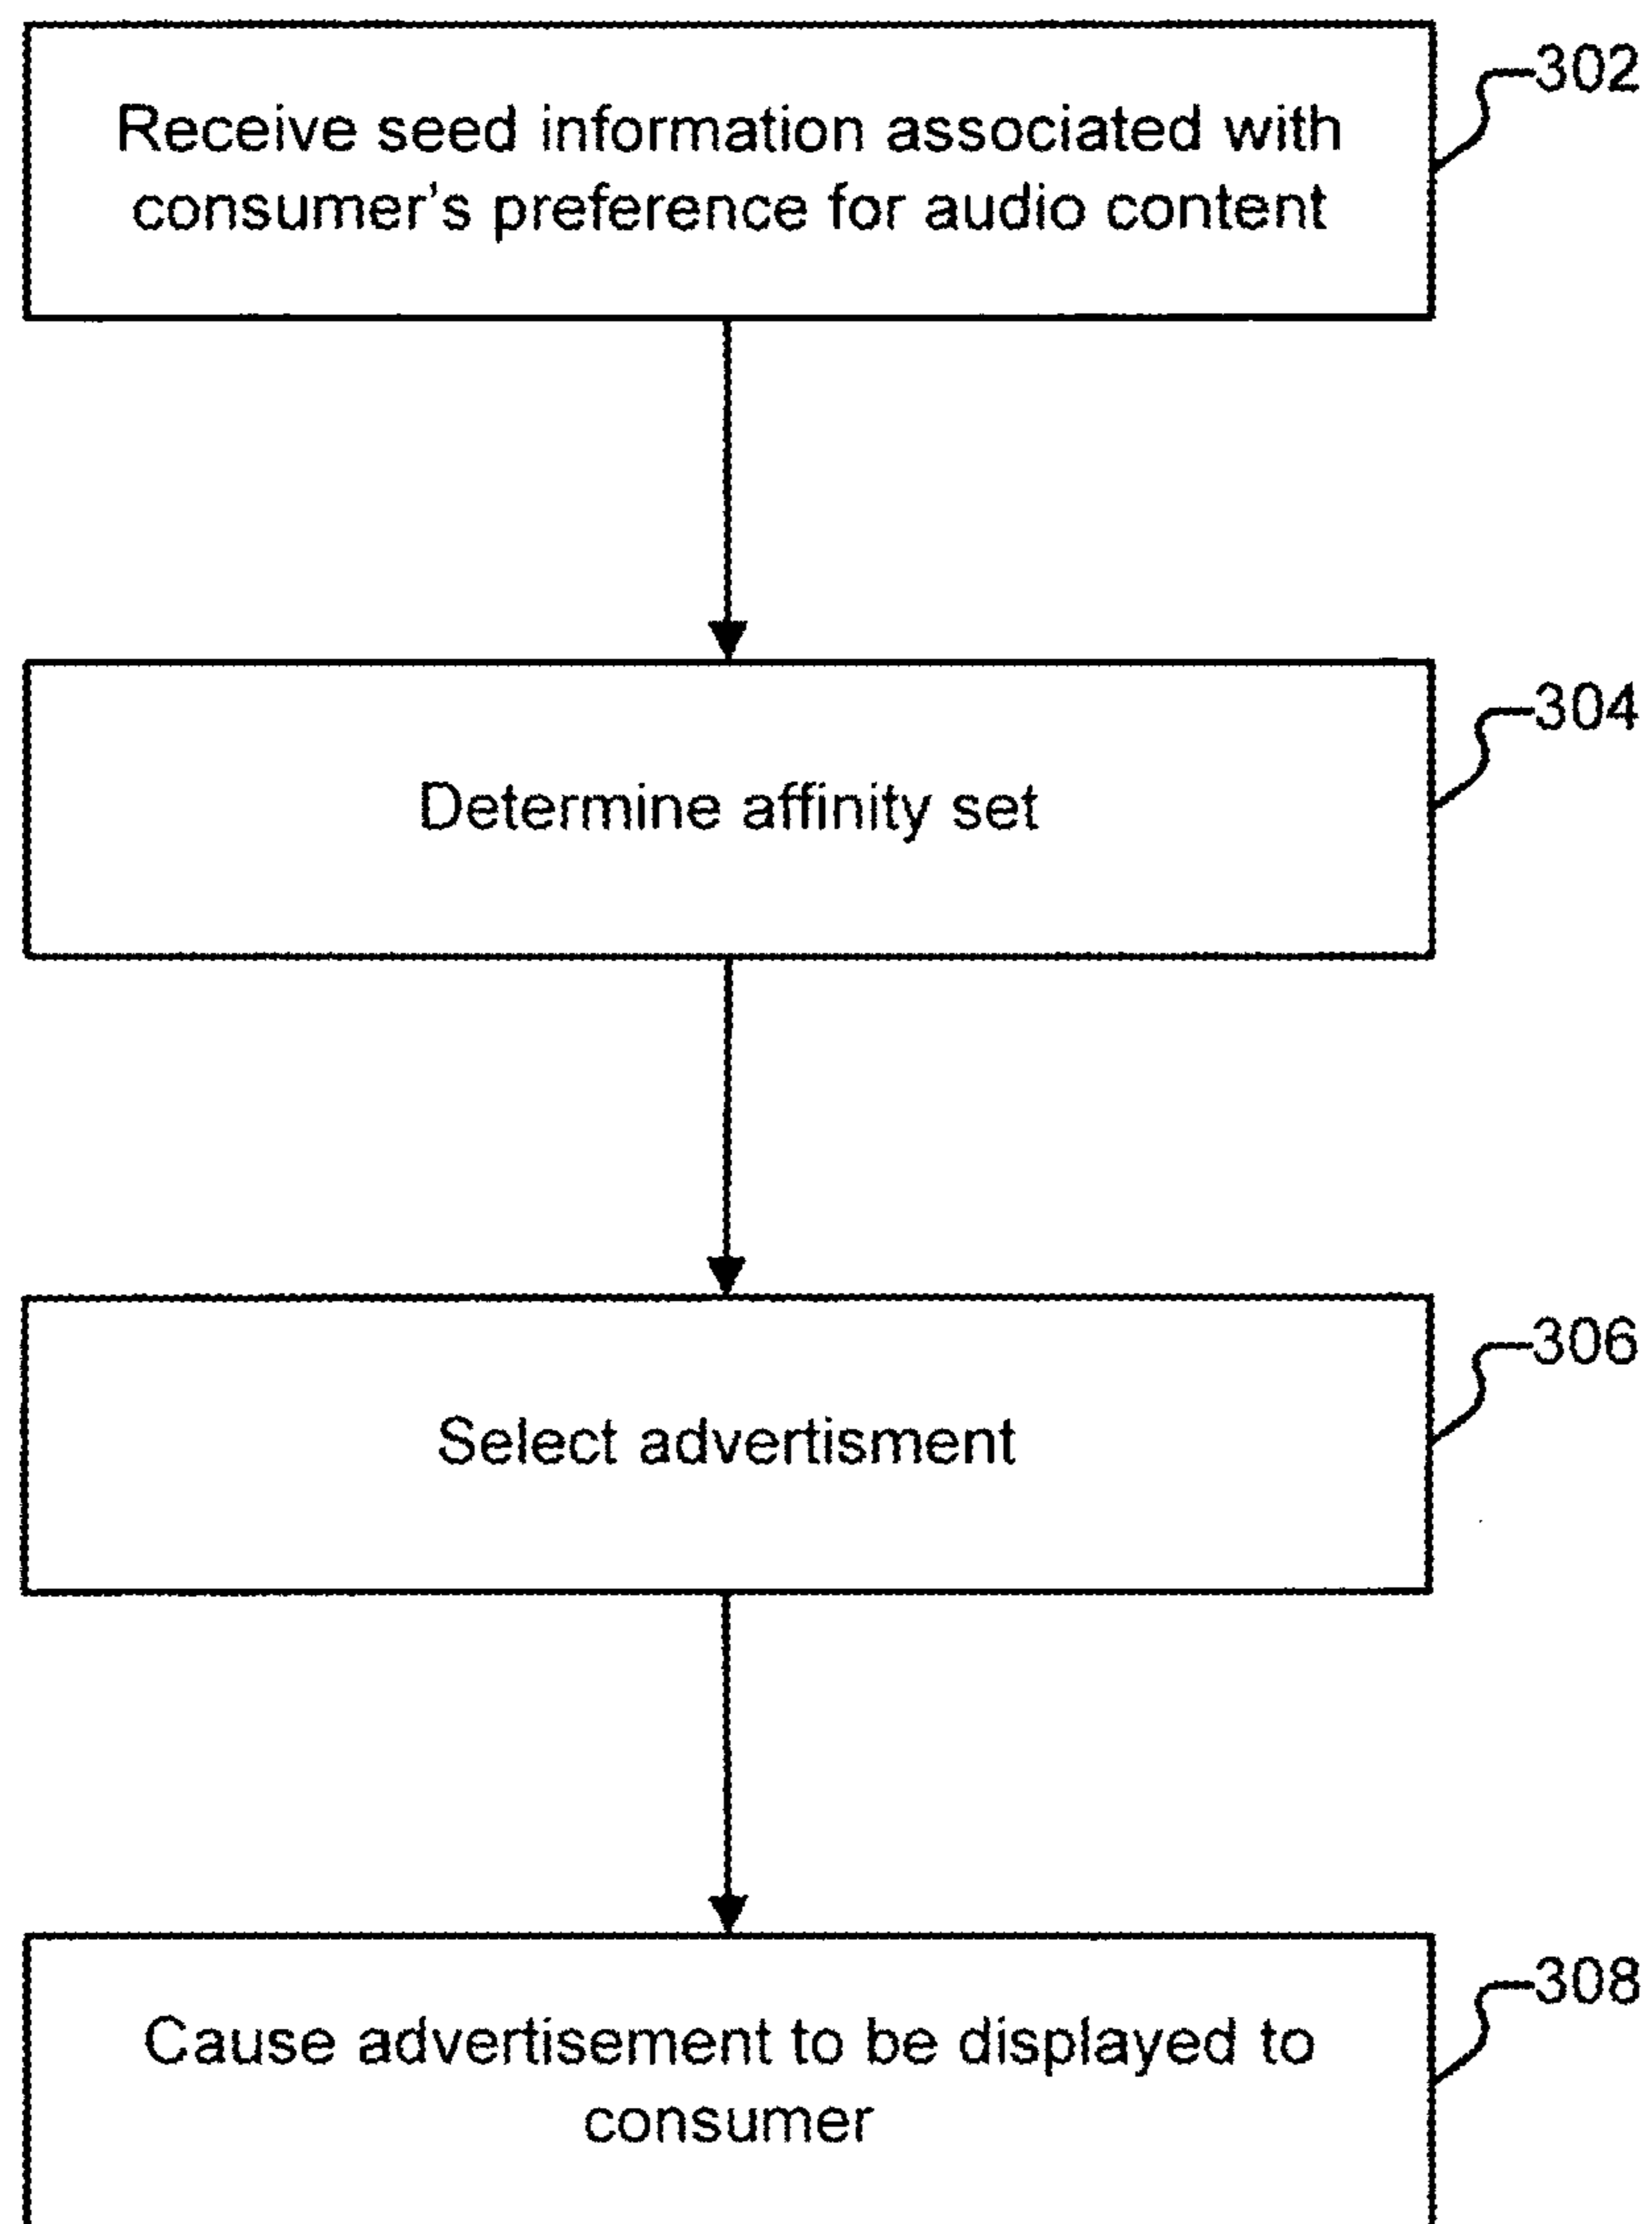 302
Receive seed information associated with
consumer's preference for audio content
304
Determine affinity set
306
Select advertisment
308
Cause advertisement to be displayed to
consumer